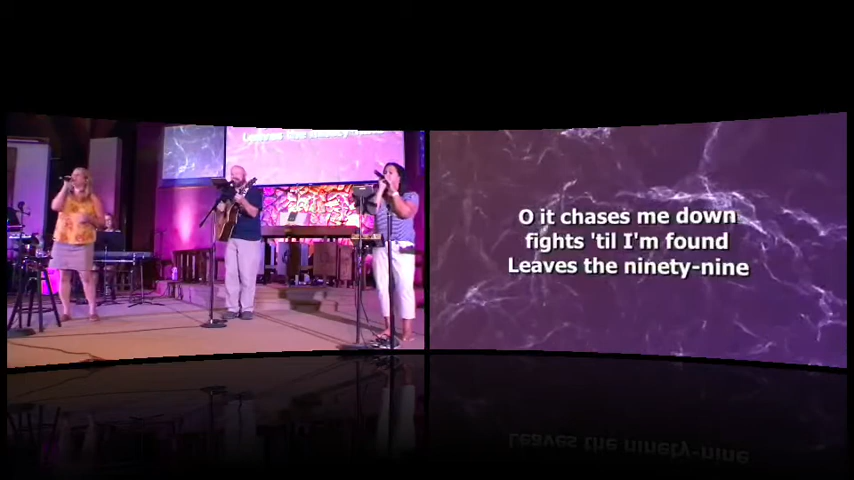 O it chases me down
fights 'til I'm found
Leaves the ninety-nine